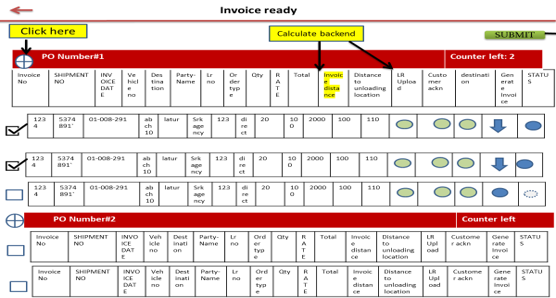 Invoice ready
Click here
Calculate backend
SUBMIT
PO Number#1 Counter left: 2
Invoice No SHIPMENT NO INVOICE DATE Vehicle no Destination Party-Name Lr no Order type Qty RATE Total Invoice distance Distance to unloading location LR Upload Customer ackn destination Generate Invoice STATUS
1234 5374891' 01-008-291 abch10 latur Srk agency 123 direct 20 100 2000 100 110
1234 5374891' 01-008-291 abch10 latur Srk agency 123 direct 20 100 2000 100 110
1234 5374891' 01-008-291 abch10 latur Srk agency 123 direct 20 100 2000 100 110
PO Number#2 Counter left
Invoice No SHIPMENT NO INVOICE DATE Vehicle no Destination Party-Name Lr no Order type Qty RATE Total Invoice distance Distance to unloading location LR Upload Customer ackn Generate Invoice STATUS
Invoice No SHIPMENT NO INVOICE DATE Vehicle no Destination Party-Name Lr no Order type Qty RATE Total Invoice distance Distance to unloading location LR Upload Customer ackn Generate Invoice STATUS